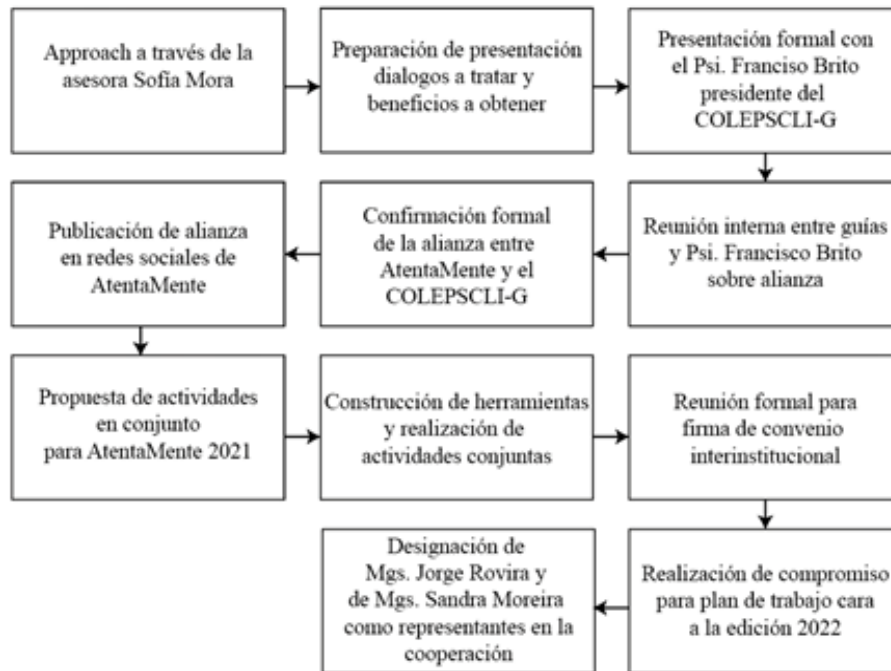 Approach a través de la
asesora Sofía Mora
Preparación de presentación
dialogos a tratar y
beneficios a obtener
Presentación formal con
el Psi. Franciso Brito
presidente del
COLEPSCLI-G
Reunión interna entre guías
y Psi. Francisco Brito
sobre alianza
Confirmación formal
de la alianza entre
AtentaMente y el
COLEPSCLI-G
Publicación de alianza
en redes sociales de
AtentaMente
Propuesta de actividades
en conjunto
para AtentaMente 2021
Construcción de herramientas
y realización de
actividades conjuntas
Reunión formal para
firma de convenio
interinstitucional
Realización de compromiso
para plan de trabajo cara
a la edición 2022
Designación de
Mgs. Jorge Rovira y
de Mgs. Sandra Moreira
como representantes en la
cooperación